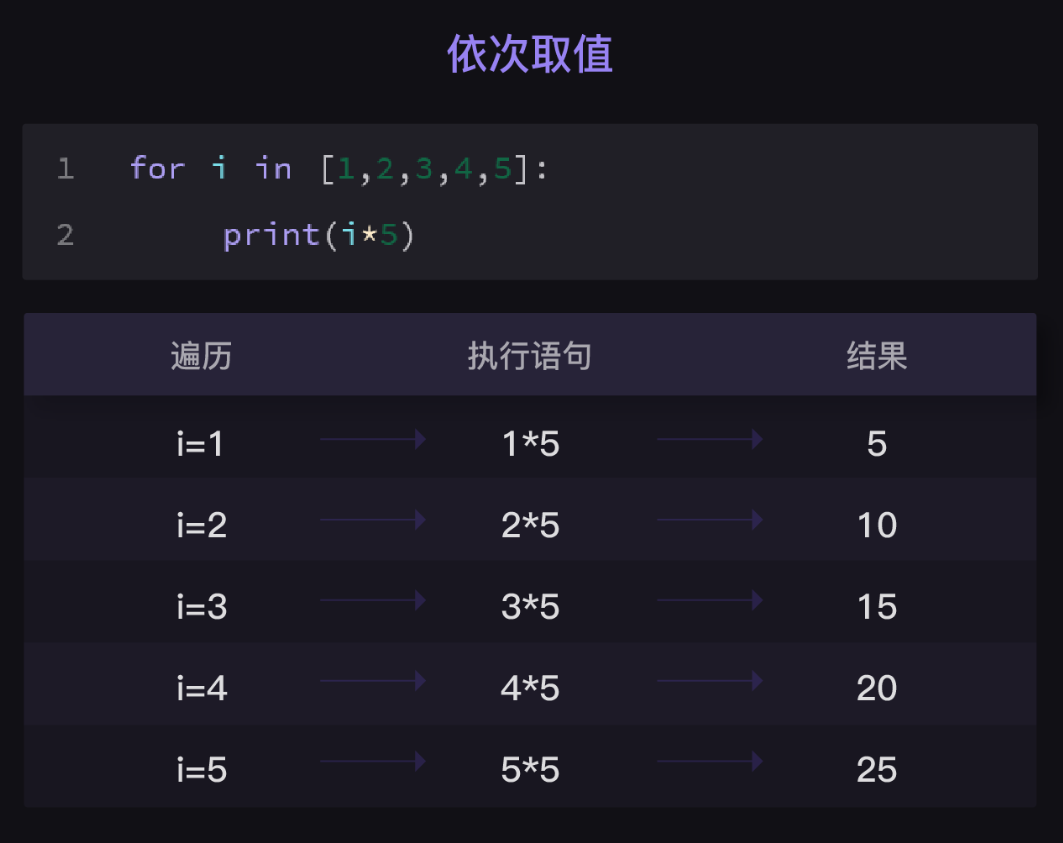 依次取值
1 for i in [1,2,3,4,5]:
2 print(i*5)
遍历 执行语句 结果
i=1 1*5 5
i=2 2*5 10
i=3 3*5 15
i=4 4*5 20
i=5 5*5 25